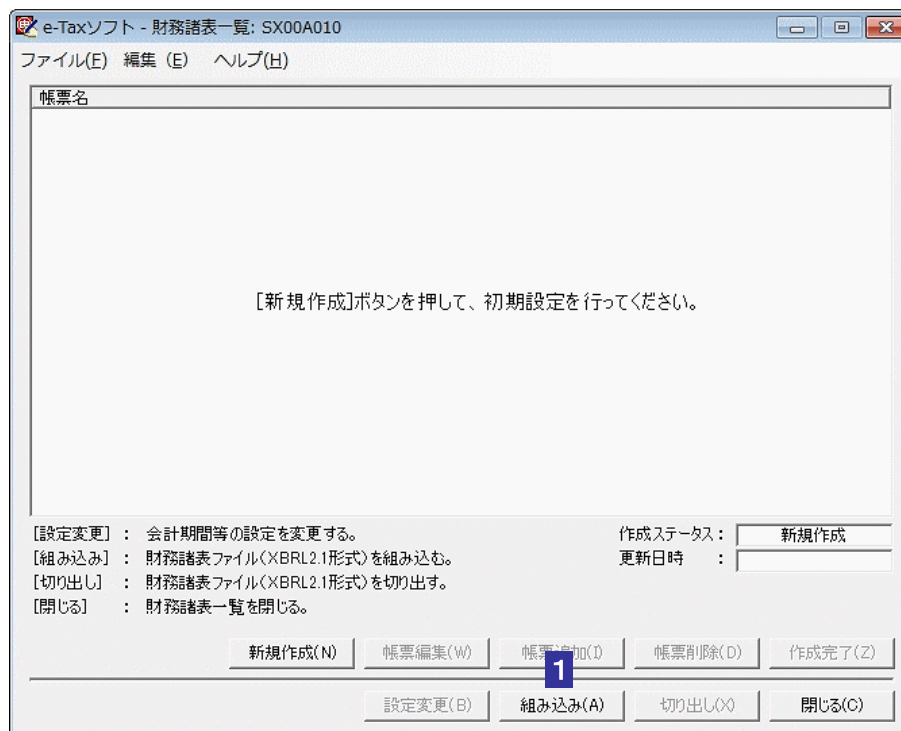 e-Taxソフト - 財務諸表一覧: SX00A010
ファイル(F) 編集 (E) ヘルプ(H)
帳票名
[新規作成]ボタンを押して、初期設定を行ってください。
[設定変更] : 会計期間等の設定を変更する。
作成ステータス: 新規作成
[組み込み] : 財務諸表ファイル(XBRL2.1形式)を組み込む。
更新日時 :
[切り出し] : 財務諸表ファイル(XBRL2.1形式)を切り出す。
[閉じる] : 財務諸表一覧を閉じる。
新規作成(N) 帳票編集(W) 帳票追加(I) 帳票削除(D) 作成完了(Z)
1
設定変更(B) 組み込み(A) 切り出し(X) 閉じる(C)